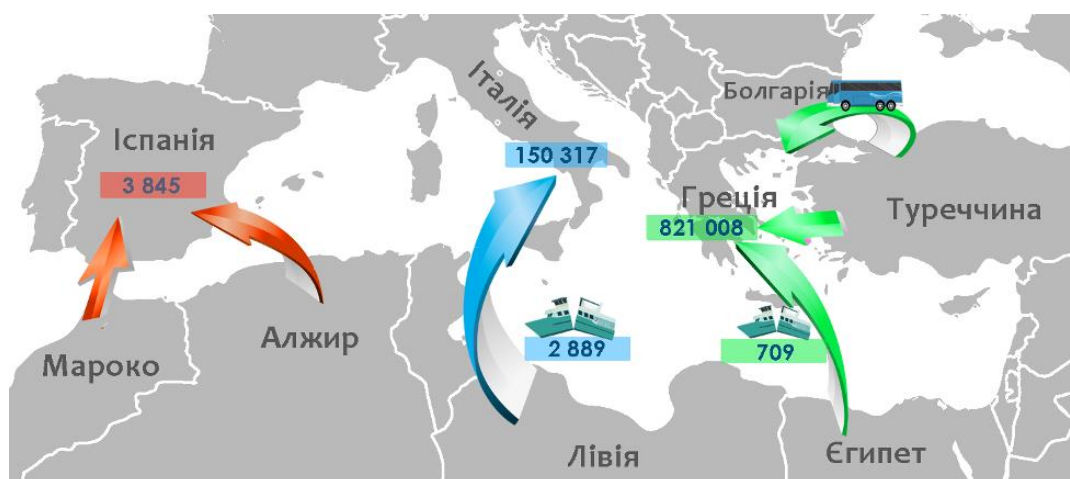 Італія
Болгарія
Іспанія
150 317
3 845
Греція
Туреччина
821 008
Алжир
2 889
709
Мароко
Лівія
Єгипет